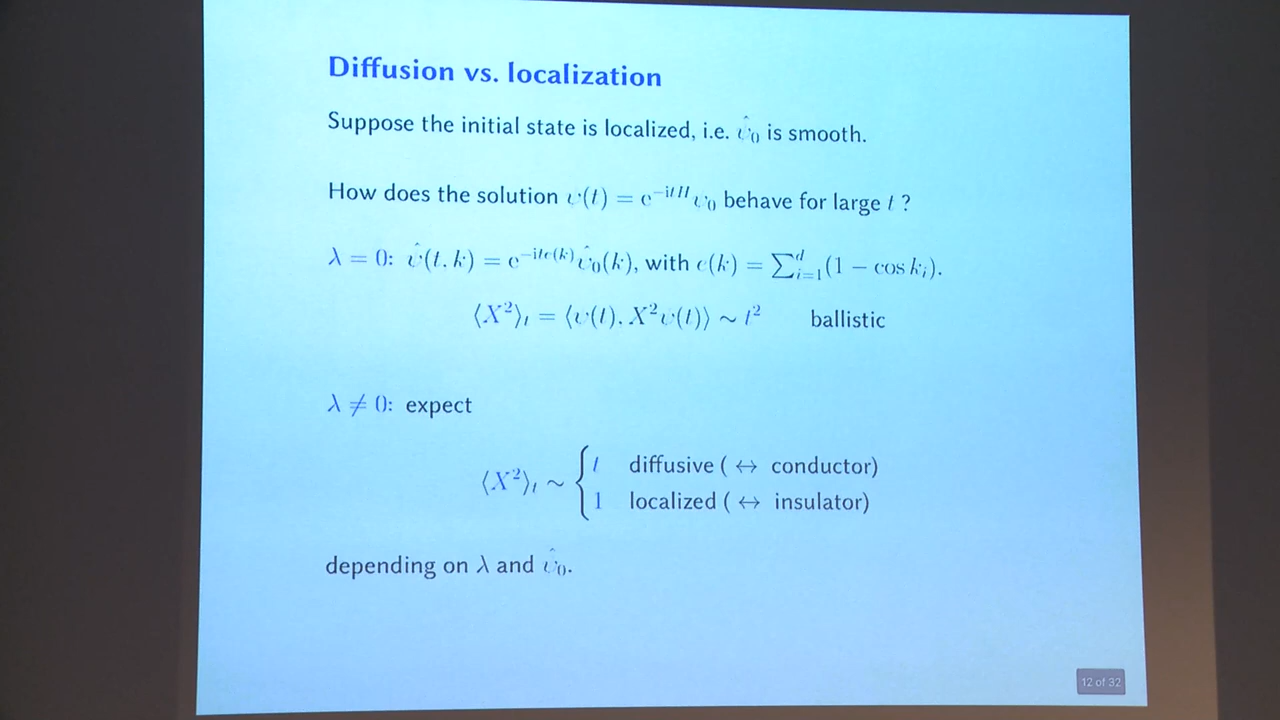 Diffusion vs. localization
Suppose the initial state is localized, i.e. ψ̂₀ is smooth.
How does the solution ψ(t) = e^{−itH}ψ₀ behave for large t ?
λ = 0: ψ̂(t, k) = e^{−ite(k)}ψ̂₀(k), with e(k) = ∑_{i=1}^{d}(1 − cos k_i).
⟨X²⟩_t = ⟨ψ(t), X²ψ(t)⟩ ∼ t² ballistic
λ ≠ 0: expect
⟨X²⟩_t ∼ { t diffusive ( ↔ conductor)
1 localized ( ↔ insulator)
depending on λ and ψ̂₀.
12 of 32